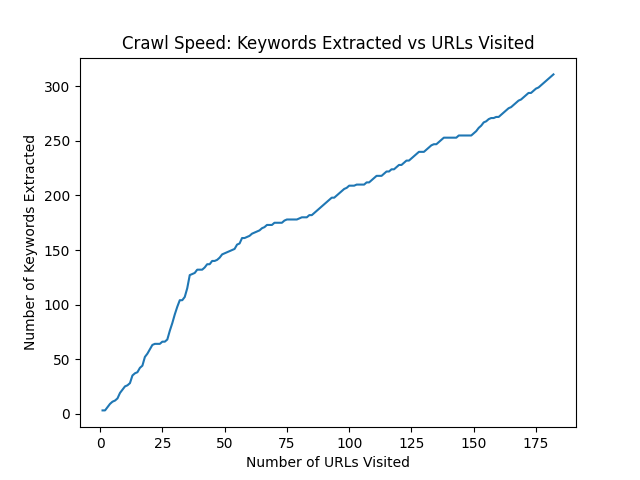 Crawl Speed: Keywords Extracted vs URLs Visited
Number of Keywords Extracted
300
250
200
150
100
50
0
0 25 50 75 100 125 150 175
Number of URLs Visited